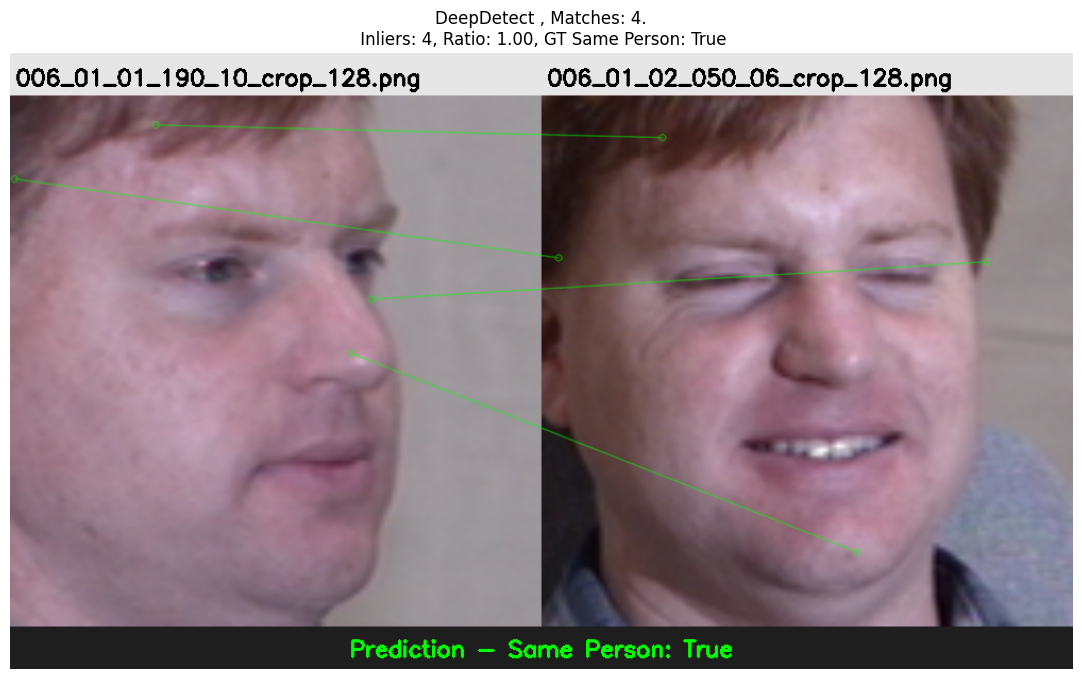 DeepDetect , Matches: 4.
Inliers: 4, Ratio: 1.00, GT Same Person: True
006_01_01_190_10_crop_128.png
006_01_02_050_06_crop_128.png
Prediction - Same Person: True